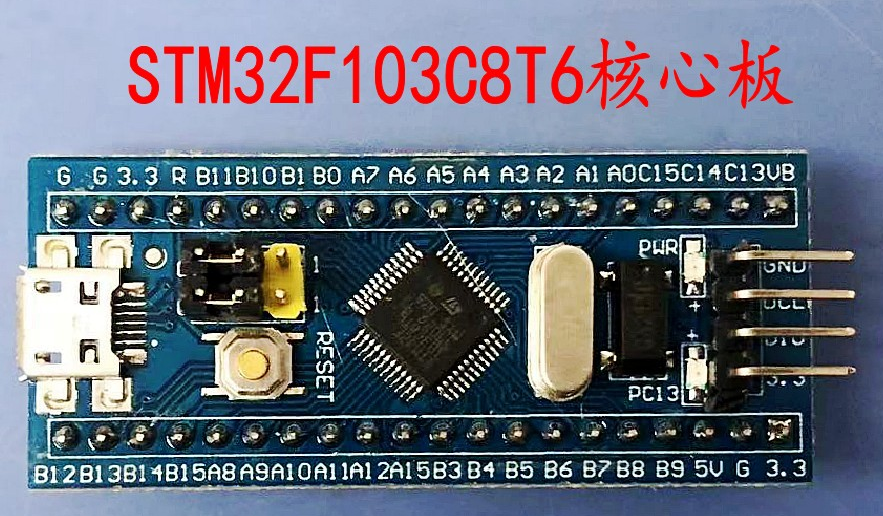 STM32F103C8T6核心板
G G 3.3 R B11 B10 B1 B0 A7 A6 A5 A4 A3 A2 A1 A0 C15 C14 C13 VB
PWR
GND
1
1
RESET
PC13
B12 B13 B14 B15 A8 A9 A10 A11 A12 A15 B3 B4 B5 B6 B7 B8 B9 5V G 3.3